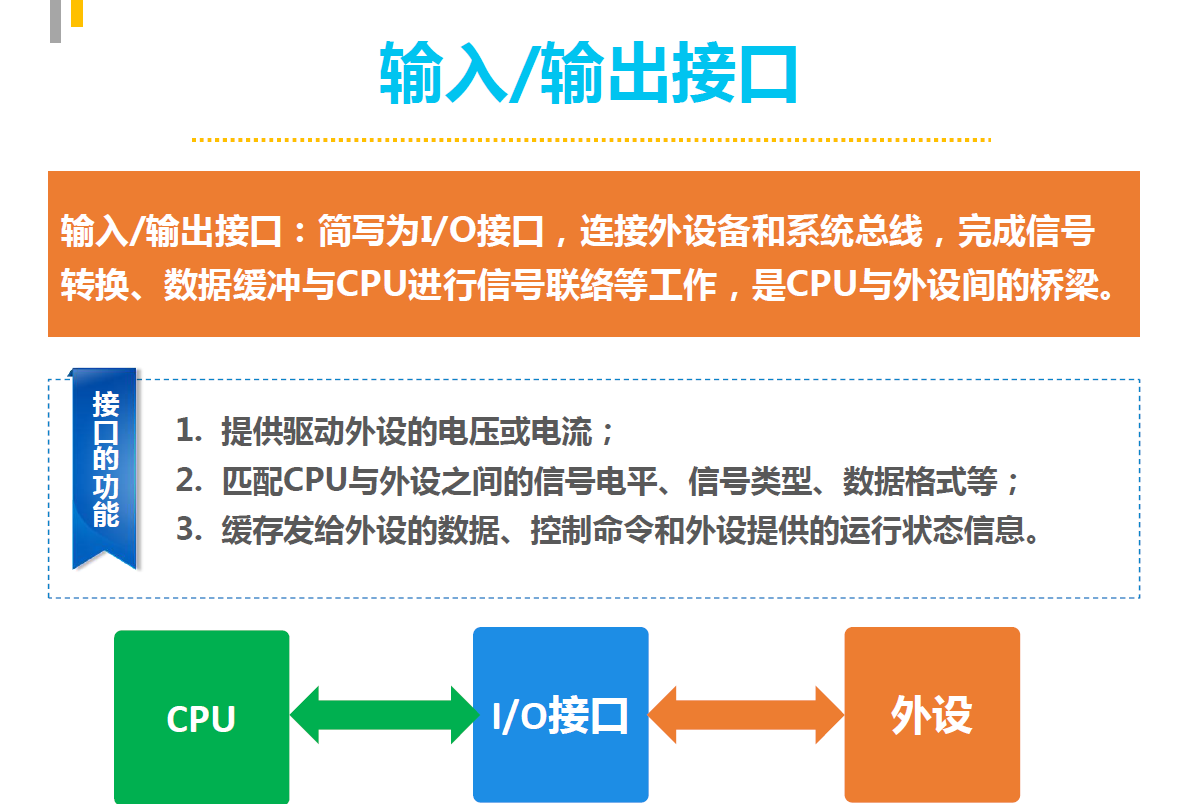 输入/输出接口
输入/输出接口：简写为I/O接口，连接外设备和系统总线，完成信号
转换、数据缓冲与CPU进行信号联络等工作，是CPU与外设间的桥梁。
接口的功能
1. 提供驱动外设的电压或电流；
2. 匹配CPU与外设之间的信号电平、信号类型、数据格式等；
3. 缓存发给外设的数据、控制命令和外设提供的运行状态信息。
CPU
I/O接口
外设